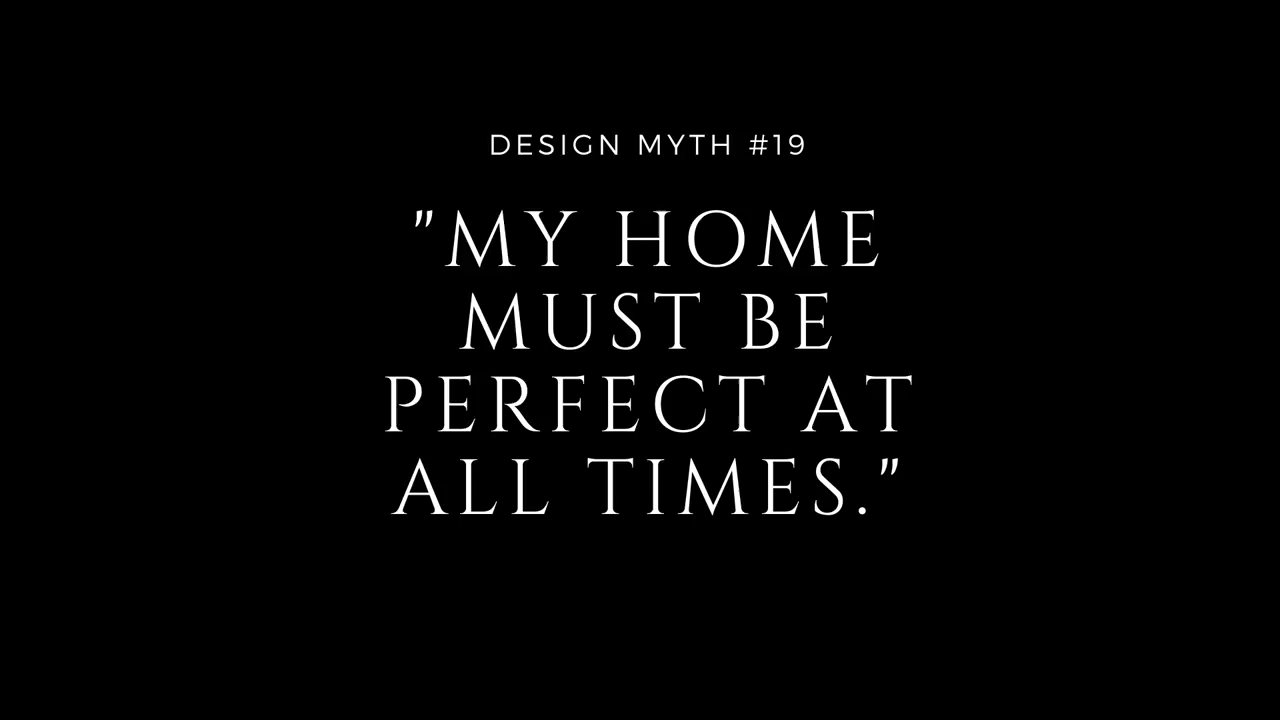 DESIGN MYTH #19
"MY HOME
MUST BE
PERFECT AT
ALL TIMES."